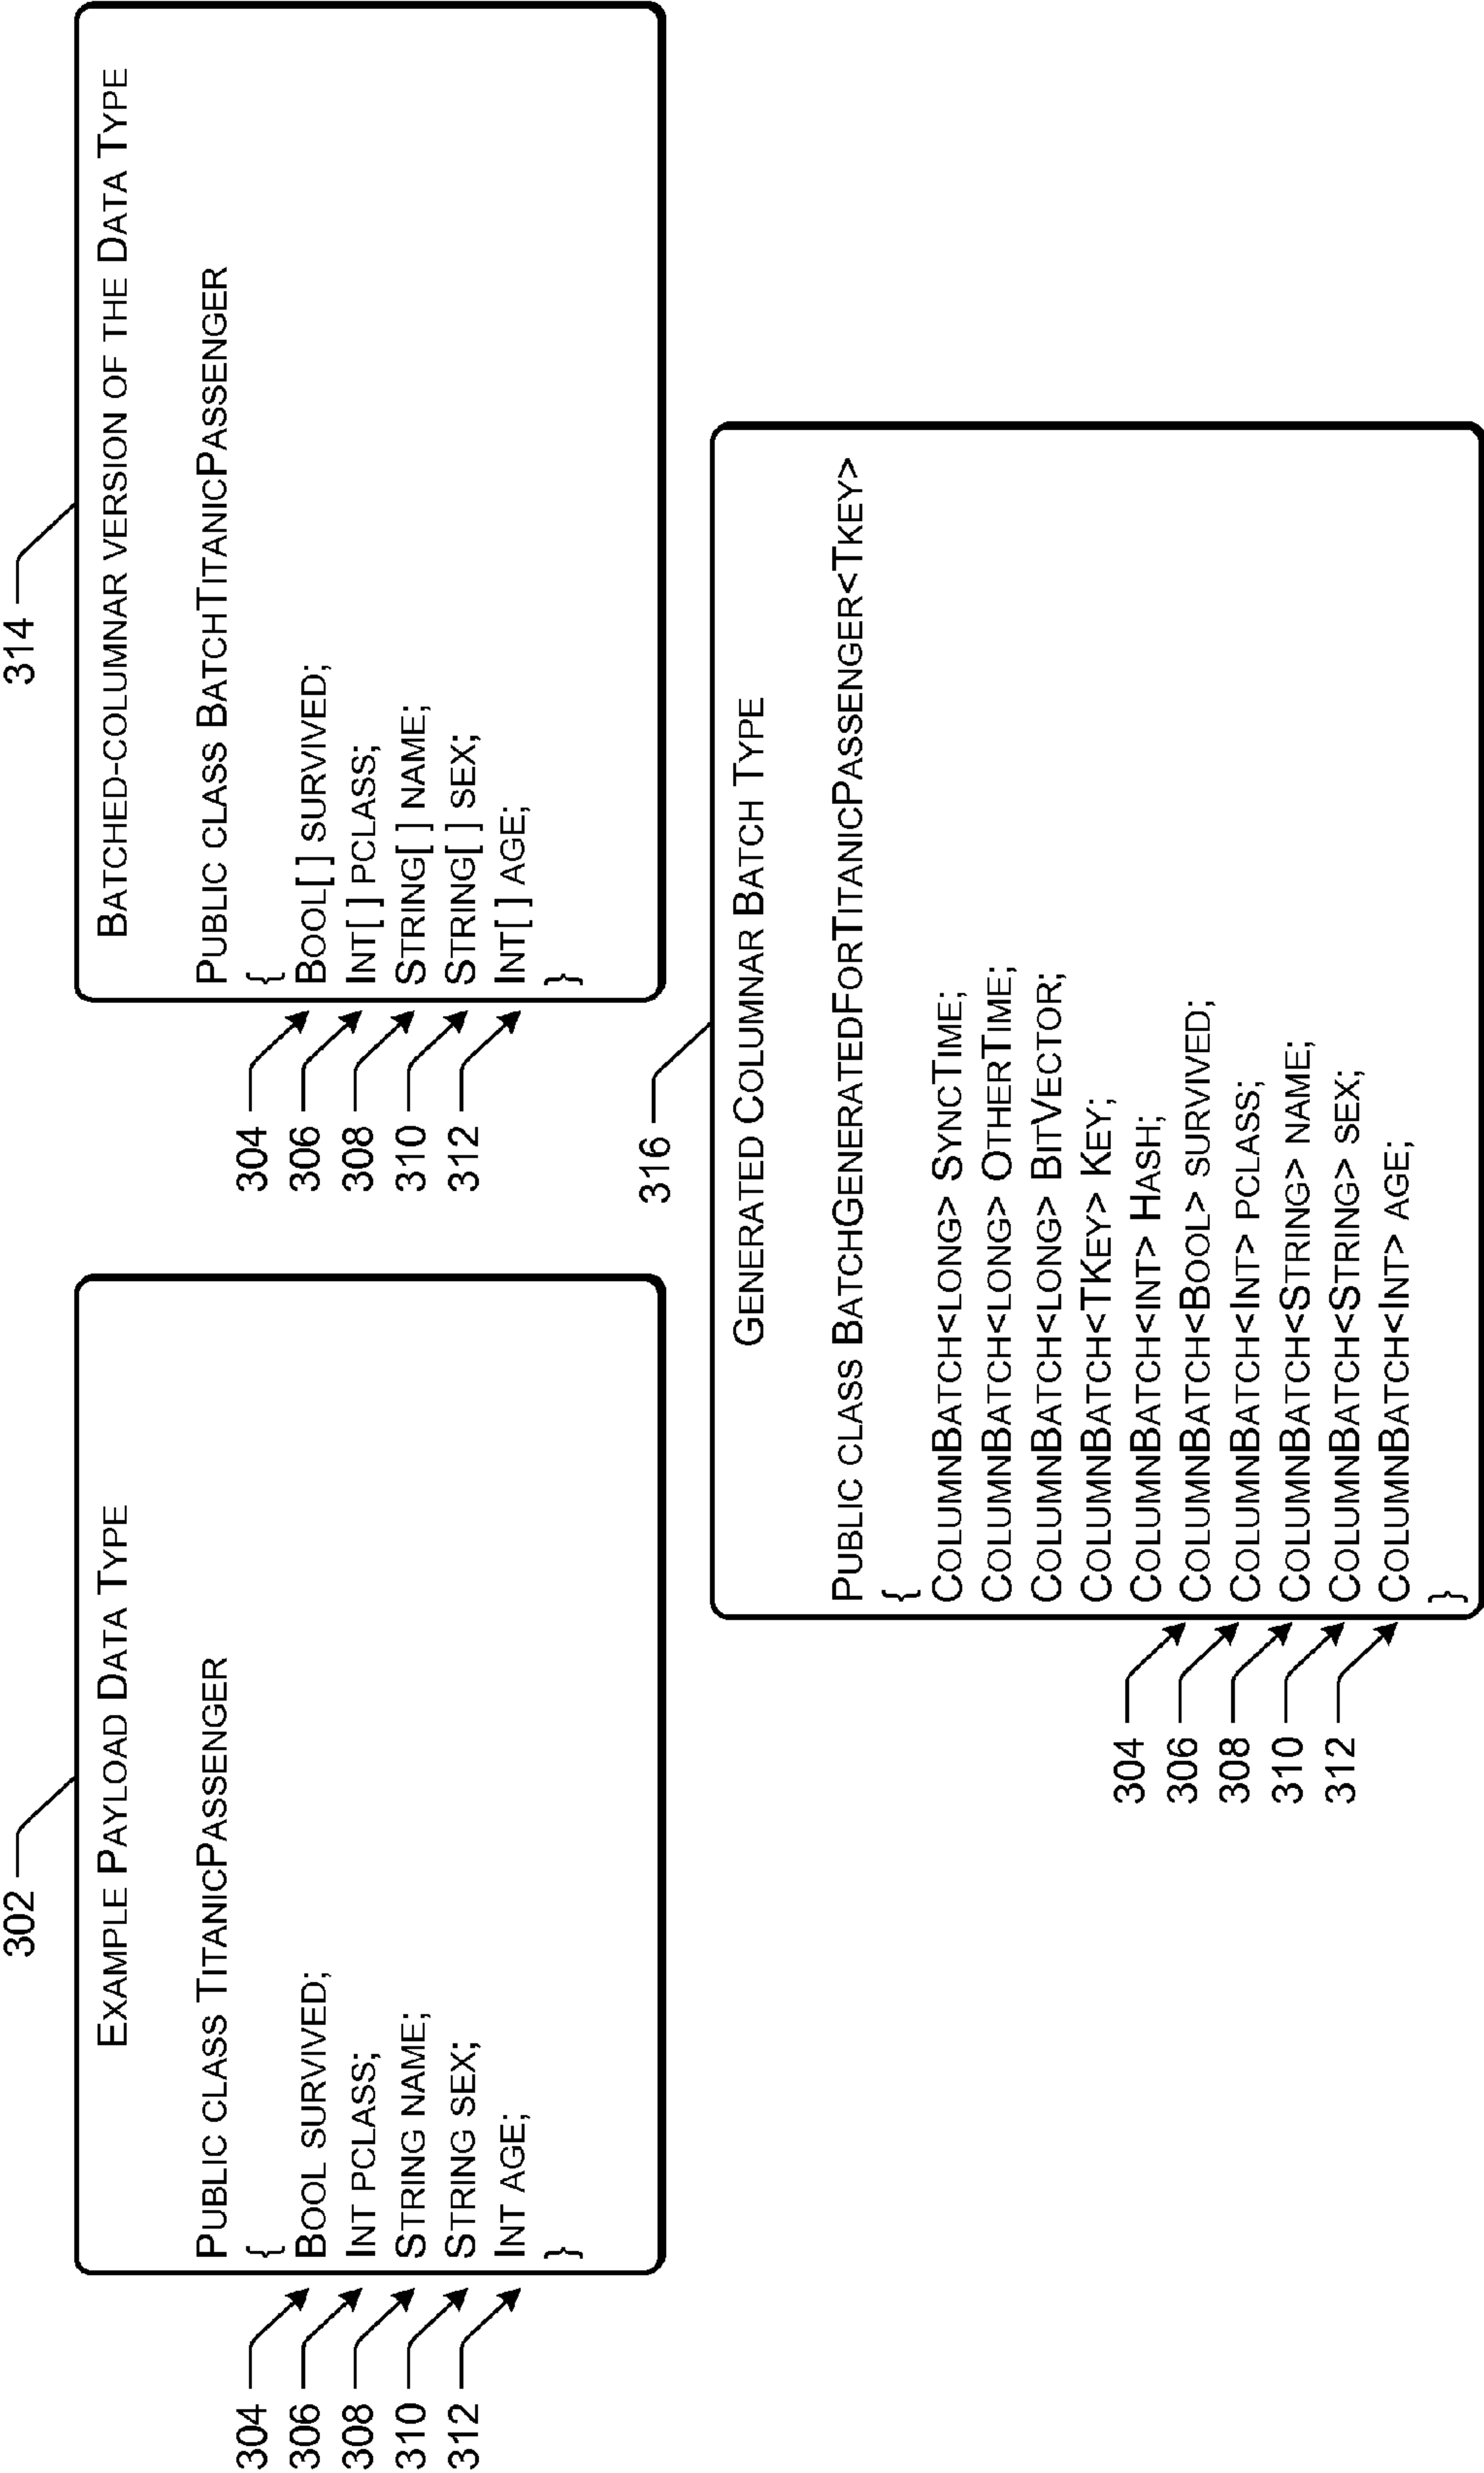 302
EXAMPLE PAYLOAD DATA TYPE
PUBLIC CLASS TITANICPASSENGER
{
304 BOOL SURVIVED;
306 INT PCLASS;
308 STRING NAME;
310 STRING SEX;
312 INT AGE;
}
314
BATCHED-COLUMNAR VERSION OF THE DATA TYPE
PUBLIC CLASS BATCHTITANICPASSENGER
{
304 BOOL[ ] SURVIVED;
306 INT[ ] PCLASS;
308 STRING[ ] NAME;
310 STRING[ ] SEX;
312 INT[ ] AGE;
}
316
GENERATED COLUMNAR BATCH TYPE
PUBLIC CLASS BATCHGENERATEDFORTITANICPASSENGER<TKEY>
{
COLUMNBATCH<LONG> SYNCTIME;
COLUMNBATCH<LONG> OTHERTIME;
COLUMNBATCH<LONG> BITVECTOR;
COLUMNBATCH<TKEY> KEY;
COLUMNBATCH<INT> HASH;
304 COLUMNBATCH<BOOL> SURVIVED;
306 COLUMNBATCH<INT> PCLASS;
308 COLUMNBATCH<STRING> NAME;
310 COLUMNBATCH<STRING> SEX;
312 COLUMNBATCH<INT> AGE;
}